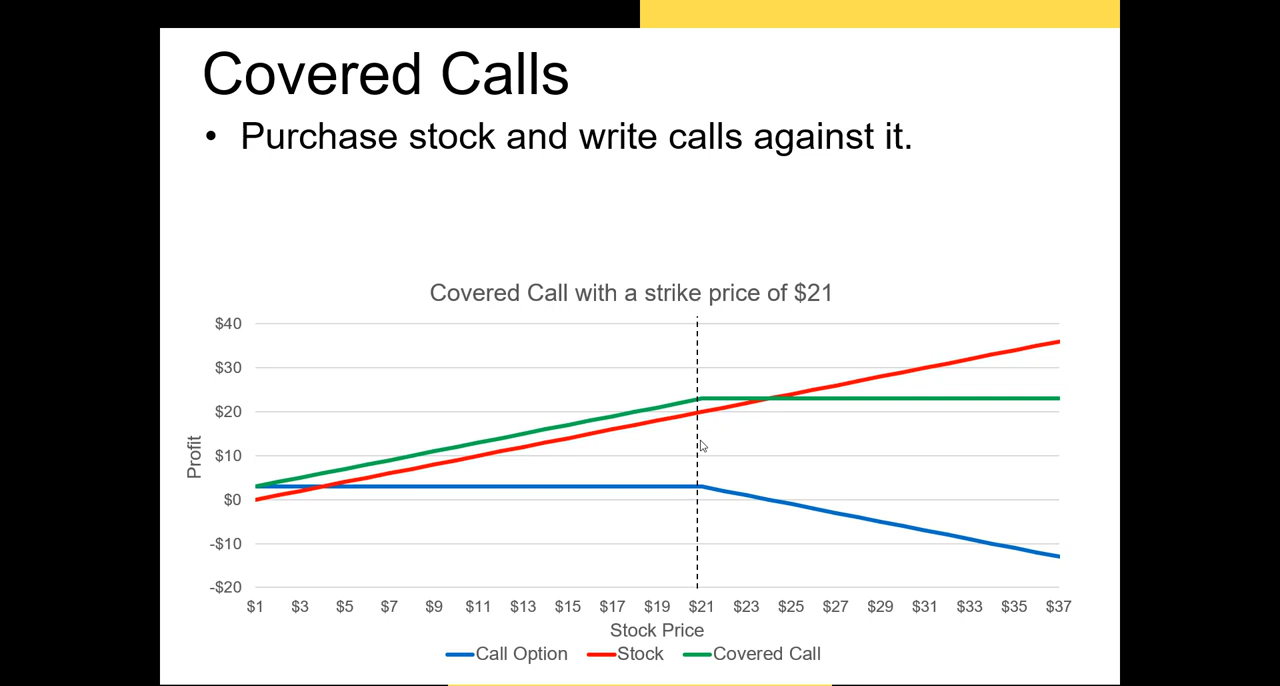 Covered Calls
• Purchase stock and write calls against it.
Covered Call with a strike price of $21
$40
$30
$20
$10
$0
-$10
-$20
Profit
$1 $3 $5 $7 $9 $11 $13 $15 $17 $19 $21 $23 $25 $27 $29 $31 $33 $35 $37
Stock Price
Call Option Stock Covered Call